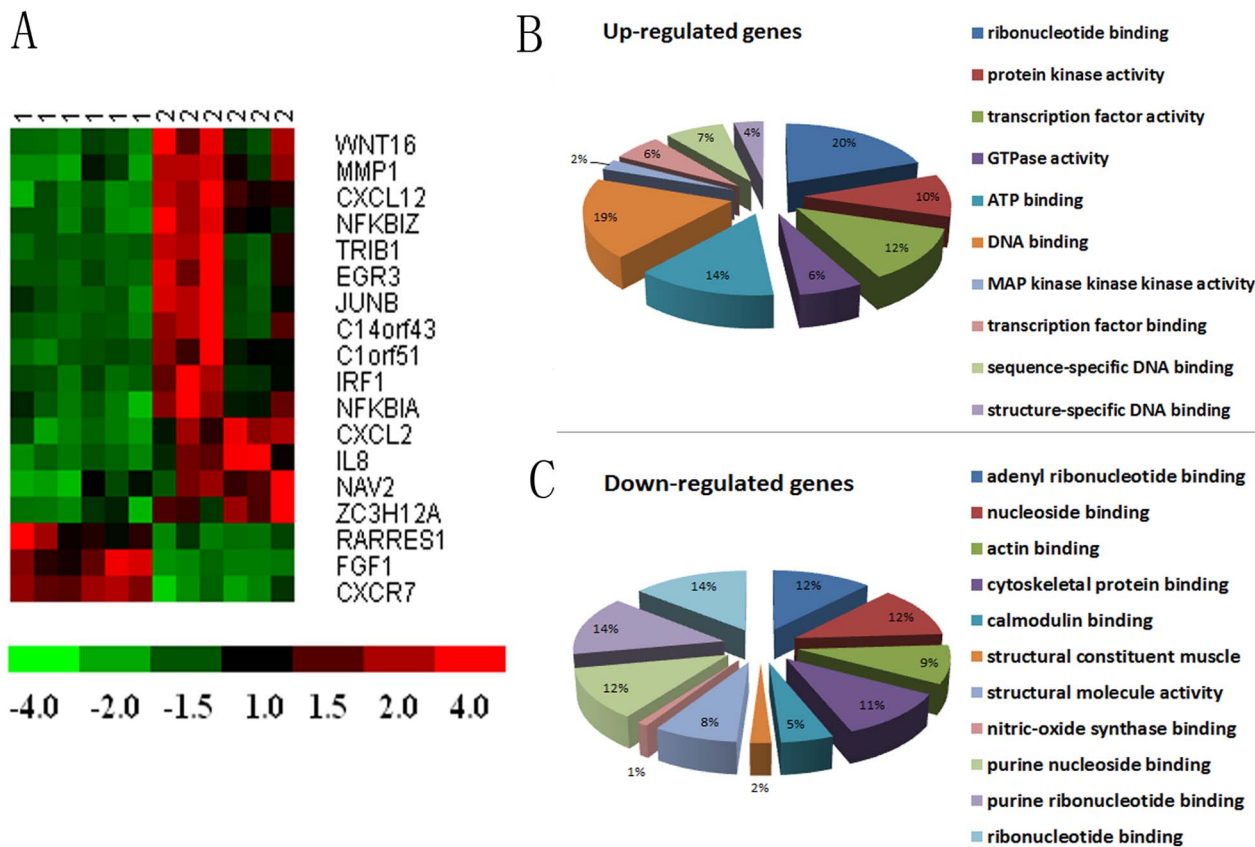 A
1 1 1 1 1 1 2 2 2 2 2 2
WNT16
MMP1
CXCL12
NFKBIZ
TRIB1
EGR3
JUNB
C14orf43
C1orf51
IRF1
NFKBIA
CXCL2
IL8
NAV2
ZC3H12A
RARRES1
FGF1
CXCR7
-4.0 -2.0 -1.5 1.0 1.5 2.0 4.0
B
Up-regulated genes
20%
10%
12%
6%
14%
19%
2%
6%
7%
4%
ribonucleotide binding
protein kinase activity
transcription factor activity
GTPase activity
ATP binding
DNA binding
MAP kinase kinase kinase activity
transcription factor binding
sequence-specific DNA binding
structure-specific DNA binding
C
Down-regulated genes
12%
12%
9%
11%
5%
2%
8%
1%
12%
14%
14%
adenyl ribonucleotide binding
nucleoside binding
actin binding
cytoskeletal protein binding
calmodulin binding
structural constituent muscle
structural molecule activity
nitric-oxide synthase binding
purine nucleoside binding
purine ribonucleotide binding
ribonucleotide binding